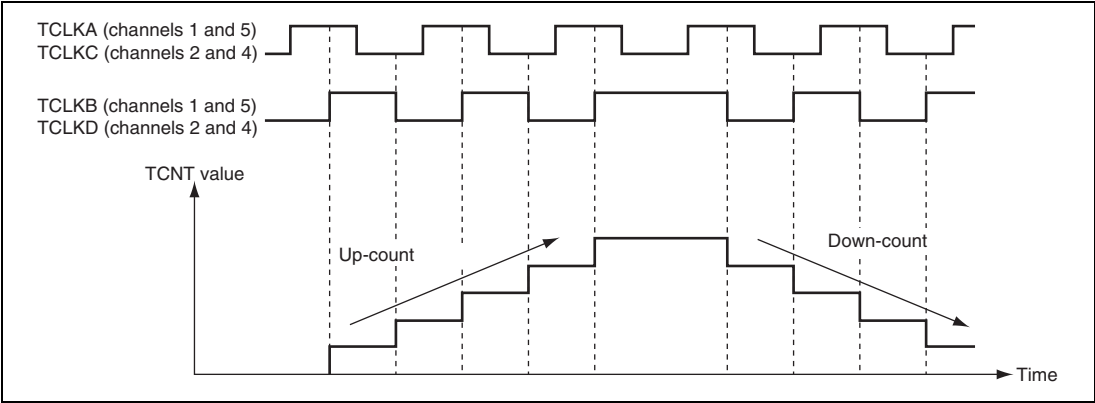 TCLKA (channels 1 and 5)
TCLKC (channels 2 and 4)
TCLKB (channels 1 and 5)
TCLKD (channels 2 and 4)
TCNT value
Up-count
Down-count
Time